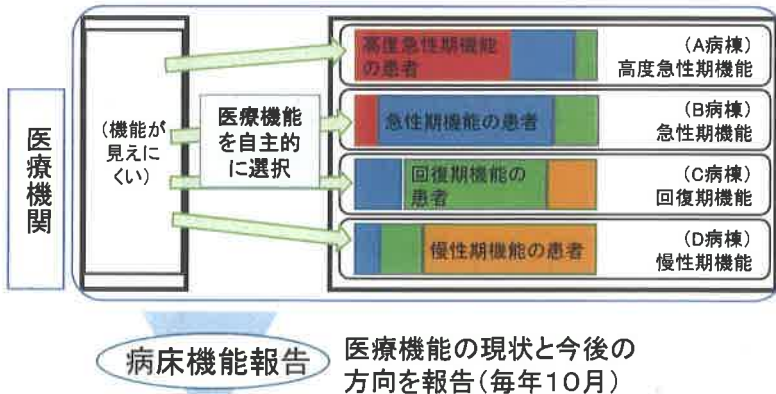 医療機関
(機能が
見えに
くい)
医療機能
を自主的
に選択
高度急性期機能
の患者
(A病棟)
高度急性期機能
急性期機能の患者
(B病棟)
急性期機能
回復期機能の
患者
(C病棟)
回復期機能
慢性期機能の患者
(D病棟)
慢性期機能
病床機能報告
医療機能の現状と今後の
方向を報告(毎年10月)